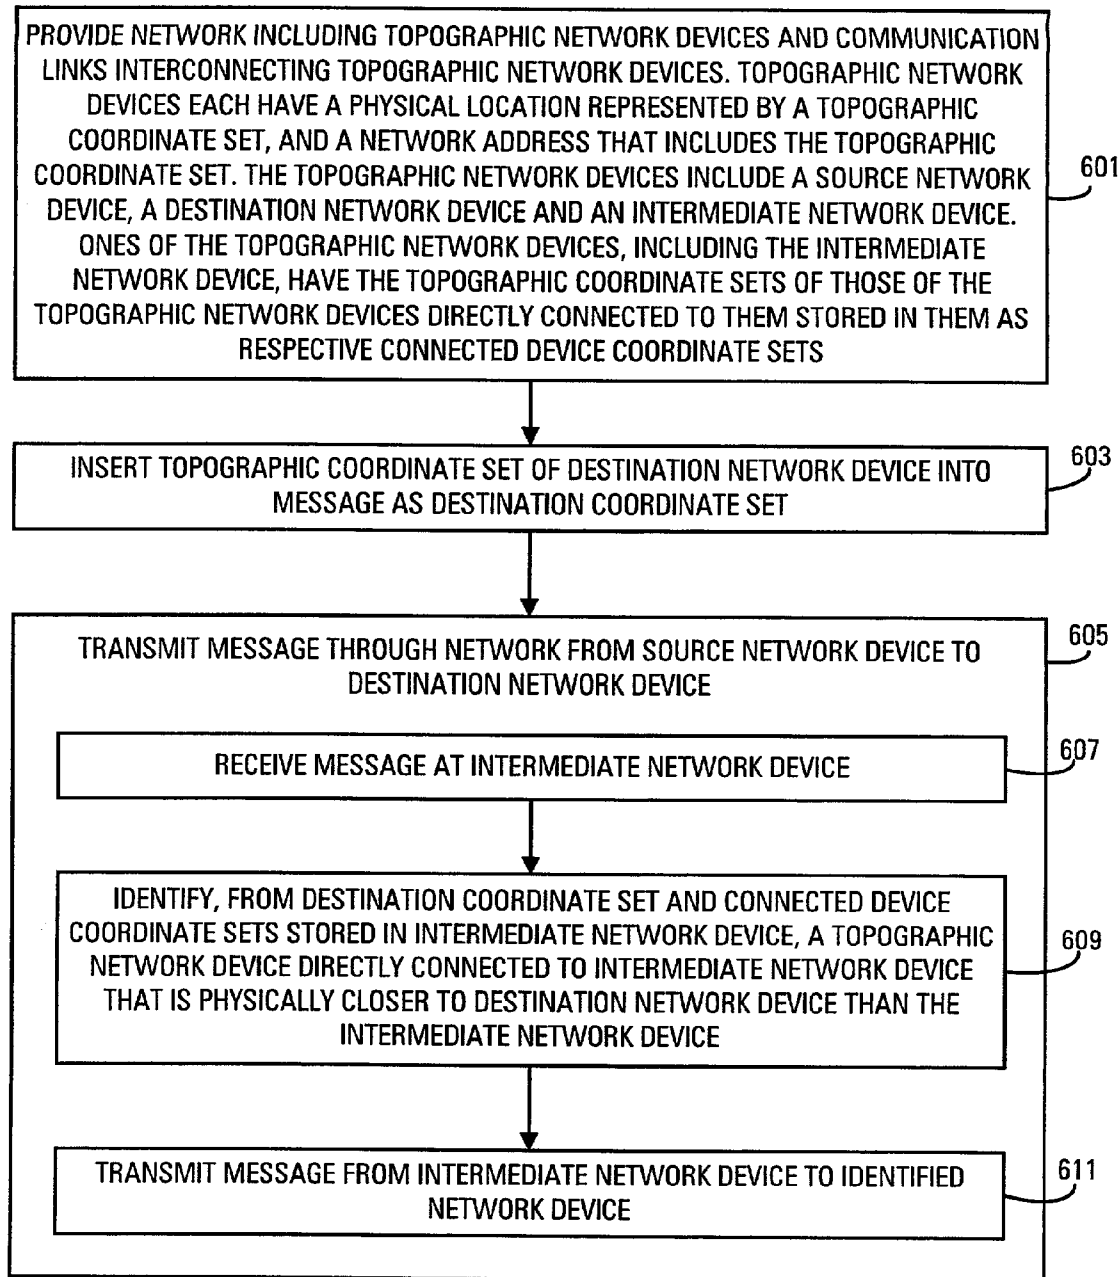 PROVIDE NETWORK INCLUDING TOPOGRAPHIC NETWORK DEVICES AND COMMUNICATION
LINKS INTERCONNECTING TOPOGRAPHIC NETWORK DEVICES. TOPOGRAPHIC NETWORK
DEVICES EACH HAVE A PHYSICAL LOCATION REPRESENTED BY A TOPOGRAPHIC
COORDINATE SET, AND A NETWORK ADDRESS THAT INCLUDES THE TOPOGRAPHIC
COORDINATE SET. THE TOPOGRAPHIC NETWORK DEVICES INCLUDE A SOURCE NETWORK
DEVICE, A DESTINATION NETWORK DEVICE AND AN INTERMEDIATE NETWORK DEVICE.
ONES OF THE TOPOGRAPHIC NETWORK DEVICES, INCLUDING THE INTERMEDIATE
NETWORK DEVICE, HAVE THE TOPOGRAPHIC COORDINATE SETS OF THOSE OF THE
TOPOGRAPHIC NETWORK DEVICES DIRECTLY CONNECTED TO THEM STORED IN THEM AS
RESPECTIVE CONNECTED DEVICE COORDINATE SETS
601
INSERT TOPOGRAPHIC COORDINATE SET OF DESTINATION NETWORK DEVICE INTO
MESSAGE AS DESTINATION COORDINATE SET
603
TRANSMIT MESSAGE THROUGH NETWORK FROM SOURCE NETWORK DEVICE TO
DESTINATION NETWORK DEVICE
605
RECEIVE MESSAGE AT INTERMEDIATE NETWORK DEVICE
607
IDENTIFY, FROM DESTINATION COORDINATE SET AND CONNECTED DEVICE
COORDINATE SETS STORED IN INTERMEDIATE NETWORK DEVICE, A TOPOGRAPHIC
NETWORK DEVICE DIRECTLY CONNECTED TO INTERMEDIATE NETWORK DEVICE
THAT IS PHYSICALLY CLOSER TO DESTINATION NETWORK DEVICE THAN THE
INTERMEDIATE NETWORK DEVICE
609
TRANSMIT MESSAGE FROM INTERMEDIATE NETWORK DEVICE TO IDENTIFIED
NETWORK DEVICE
611